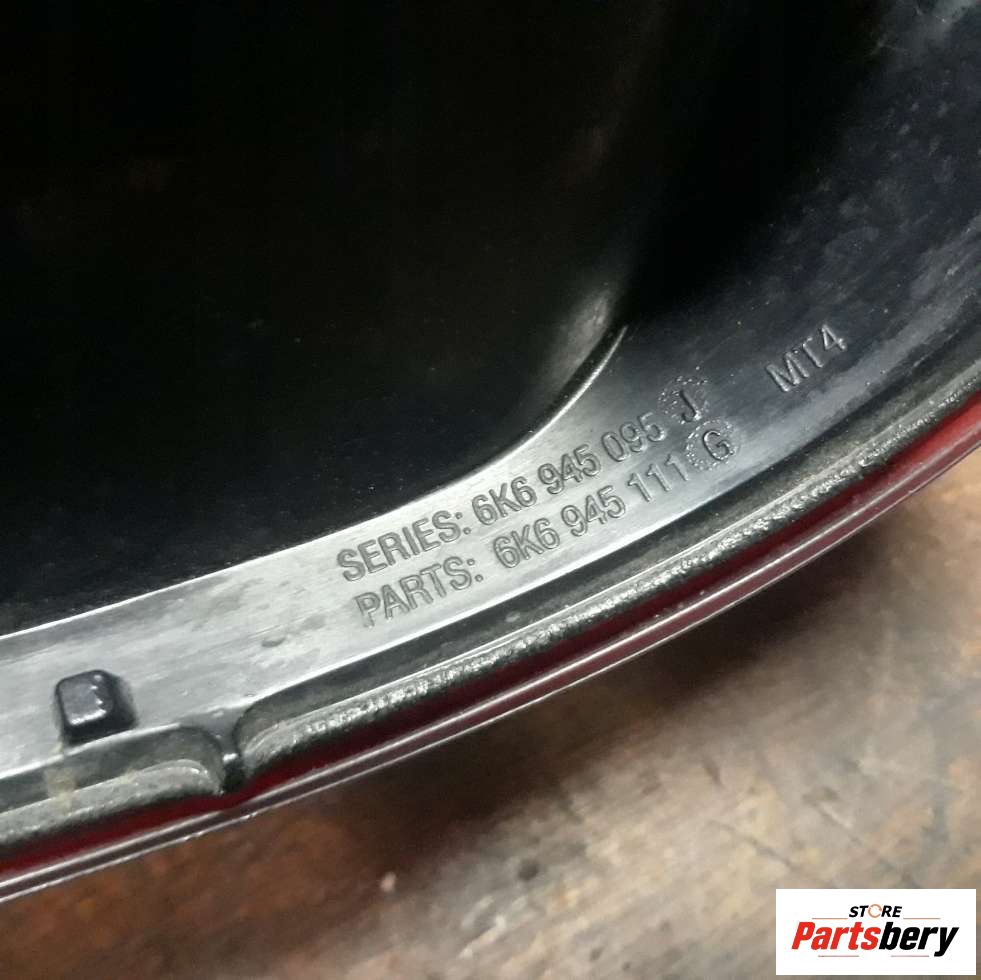 SERIES: 6K6 945 095 J
PARTS: 6K6 945 111 G
MT4
STORE
Partsbery